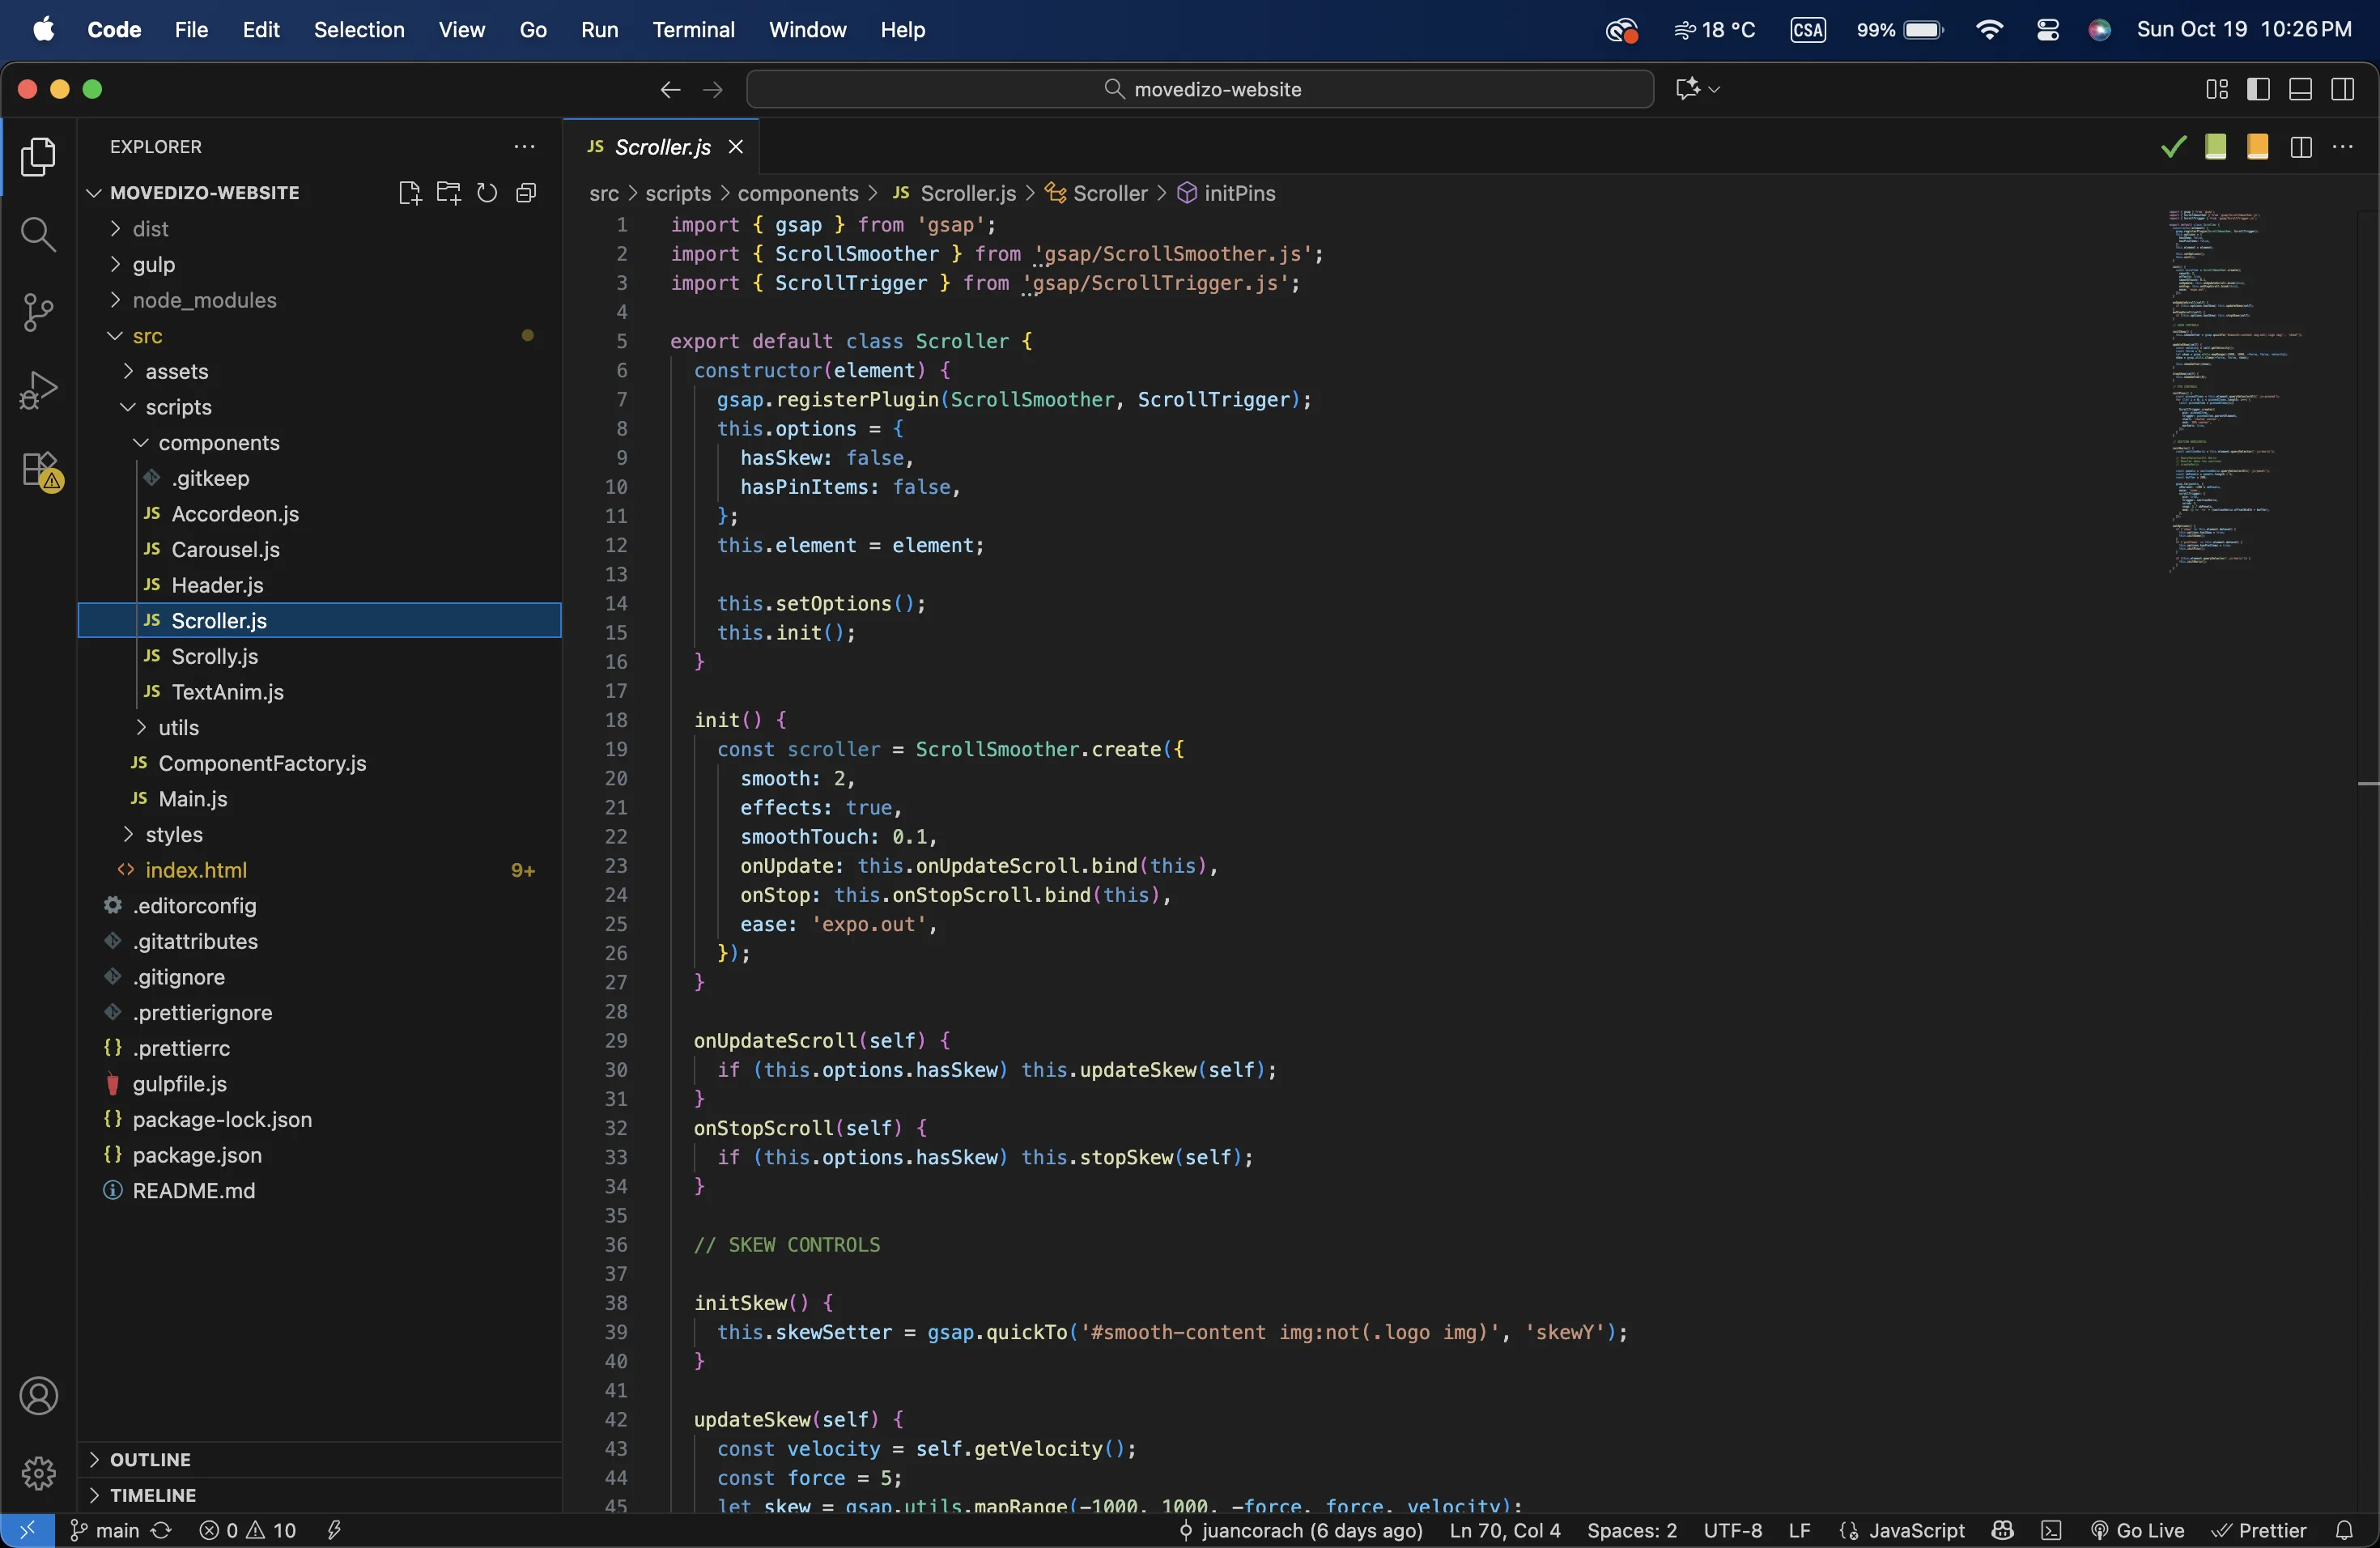 Code File Edit Selection View Go Run Terminal Window Help 18 °C CSA 99% Sun Oct 19 10:26 PM
movedizo-website
EXPLORER
MOVEDIZO-WEBSITE
dist
gulp
node_modules
src
assets
scripts
components
.gitkeep
JS Accordeon.js
JS Carousel.js
JS Header.js
JS Scroller.js
JS Scrolly.js
JS TextAnim.js
utils
JS ComponentFactory.js
JS Main.js
styles
<> index.html 9+
.editorconfig
.gitattributes
.gitignore
.prettierignore
{} .prettierrc
gulpfile.js
{} package-lock.json
{} package.json
README.md
OUTLINE
TIMELINE
JS Scroller.js
src > scripts > components > JS Scroller.js > Scroller > initPins
1 import { gsap } from 'gsap';
2 import { ScrollSmoother } from 'gsap/ScrollSmoother.js';
3 import { ScrollTrigger } from 'gsap/ScrollTrigger.js';
4
5 export default class Scroller {
6 constructor(element) {
7 gsap.registerPlugin(ScrollSmoother, ScrollTrigger);
8 this.options = {
9 hasSkew: false,
10 hasPinItems: false,
11 };
12 this.element = element;
13
14 this.setOptions();
15 this.init();
16 }
17
18 init() {
19 const scroller = ScrollSmoother.create({
20 smooth: 2,
21 effects: true,
22 smoothTouch: 0.1,
23 onUpdate: this.onUpdateScroll.bind(this),
24 onStop: this.onStopScroll.bind(this),
25 ease: 'expo.out',
26 });
27 }
28
29 onUpdateScroll(self) {
30 if (this.options.hasSkew) this.updateSkew(self);
31 }
32 onStopScroll(self) {
33 if (this.options.hasSkew) this.stopSkew(self);
34 }
35
36 // SKEW CONTROLS
37
38 initSkew() {
39 this.skewSetter = gsap.quickTo('#smooth-content img:not(.logo img)', 'skewY');
40 }
41
42 updateSkew(self) {
43 const velocity = self.getVelocity();
44 const force = 5;
45 let skew = gsap.utils.mapRange(-1000, 1000, -force, force, velocity);
main 0 10 juancorach (6 days ago) Ln 70, Col 4 Spaces: 2 UTF-8 LF JavaScript Go Live Prettier